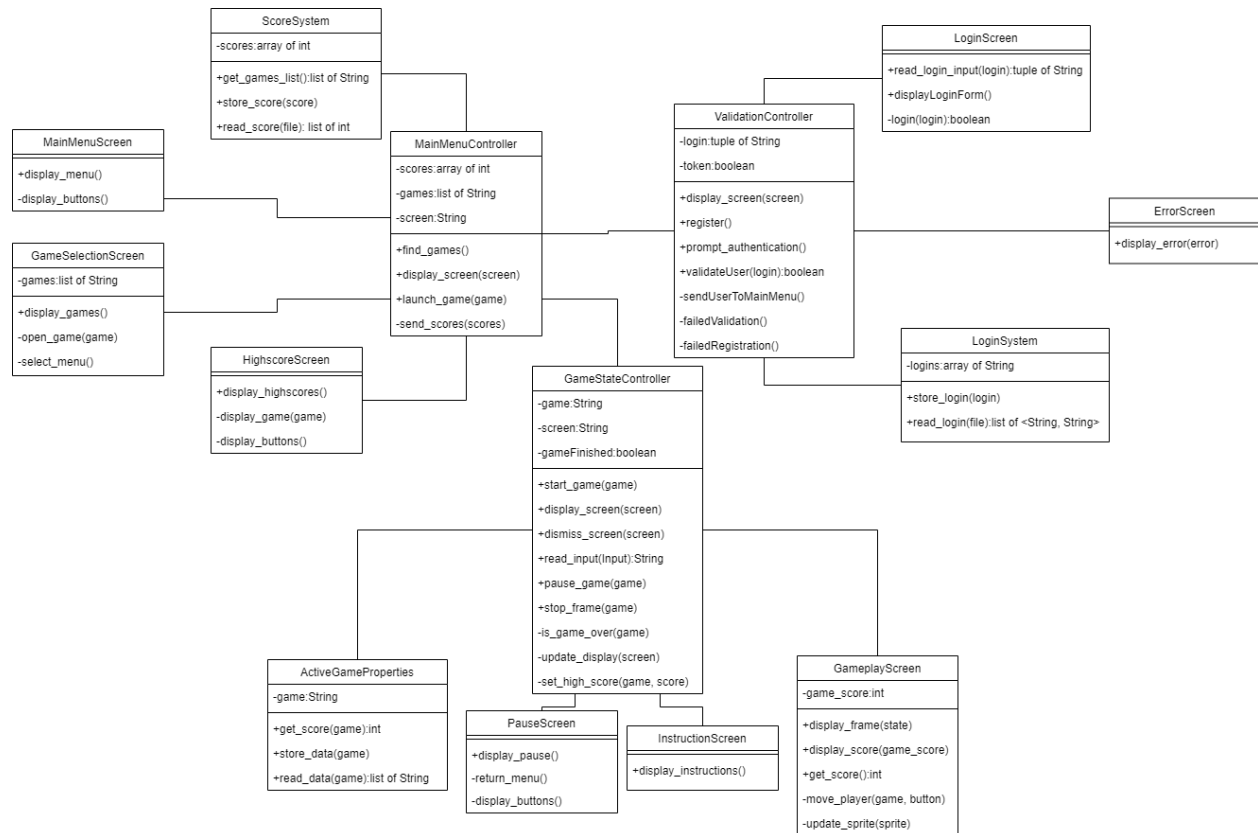 ScoreSystem
-scores:array of int
+get_games_list():list of String
+store_score(score)
+read_score(file): list of int
LoginScreen
+read_login_input(login):tuple of String
+displayLoginForm()
-login(login):boolean
MainMenuScreen
+display_menu()
-display_buttons()
MainMenuController
-scores:array of int
-games:list of String
-screen:String
+find_games()
+display_screen(screen)
+launch_game(game)
-send_scores(scores)
ValidationController
-login:tuple of String
-token:boolean
+display_screen(screen)
+register()
+prompt_authentication()
+validateUser(login):boolean
-sendUserToMainMenu()
-failedValidation()
-failedRegistration()
ErrorScreen
+display_error(error)
GameSelectionScreen
-games:list of String
+display_games()
-open_game(game)
-select_menu()
HighscoreScreen
+display_highscores()
-display_game(game)
-display_buttons()
LoginSystem
-logins:array of String
+store_login(login)
+read_login(file):list of <String, String>
GameStateController
-game:String
-screen:String
-gameFinished:boolean
+start_game(game)
+display_screen(screen)
+dismiss_screen(screen)
+read_input(Input):String
+pause_game(game)
+stop_frame(game)
-is_game_over(game)
-update_display(screen)
-set_high_score(game, score)
ActiveGameProperties
-game:String
+get_score(game):int
+store_data(game)
+read_data(game):list of String
PauseScreen
+display_pause()
-return_menu()
-display_buttons()
InstructionScreen
+display_instructions()
GameplayScreen
-game_score:int
+display_frame(state)
+display_score(game_score)
+get_score():int
-move_player(game, button)
-update_sprite(sprite)